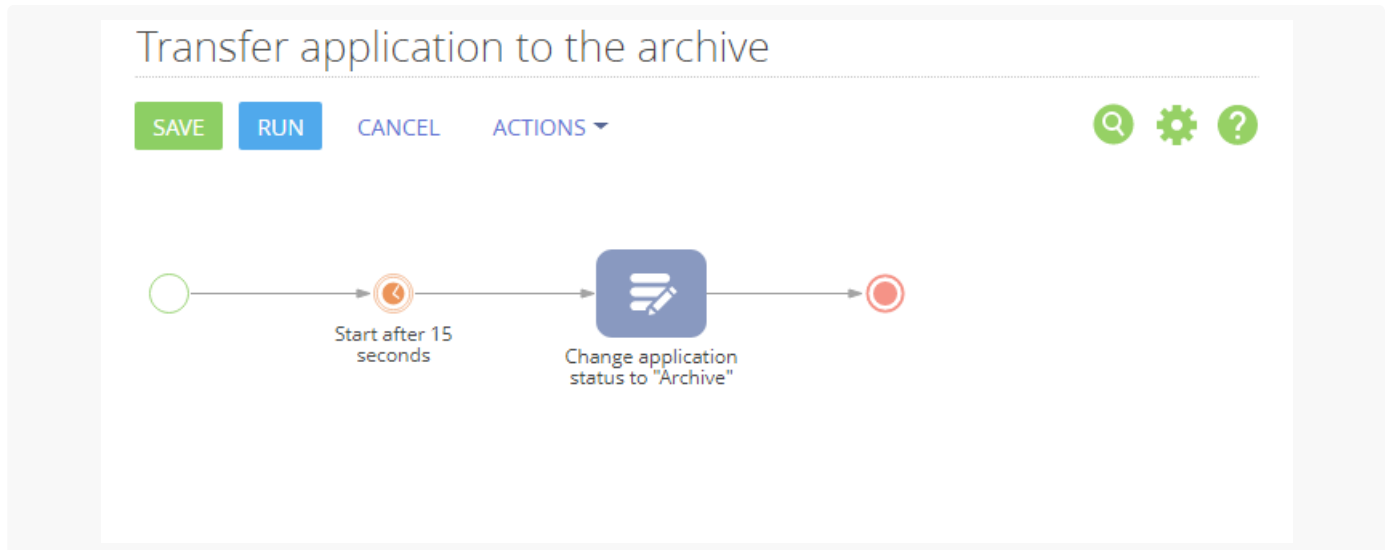 Transfer application to the archive
SAVE RUN CANCEL ACTIONS
?
Start after 15
seconds
Change application
status to "Archive"